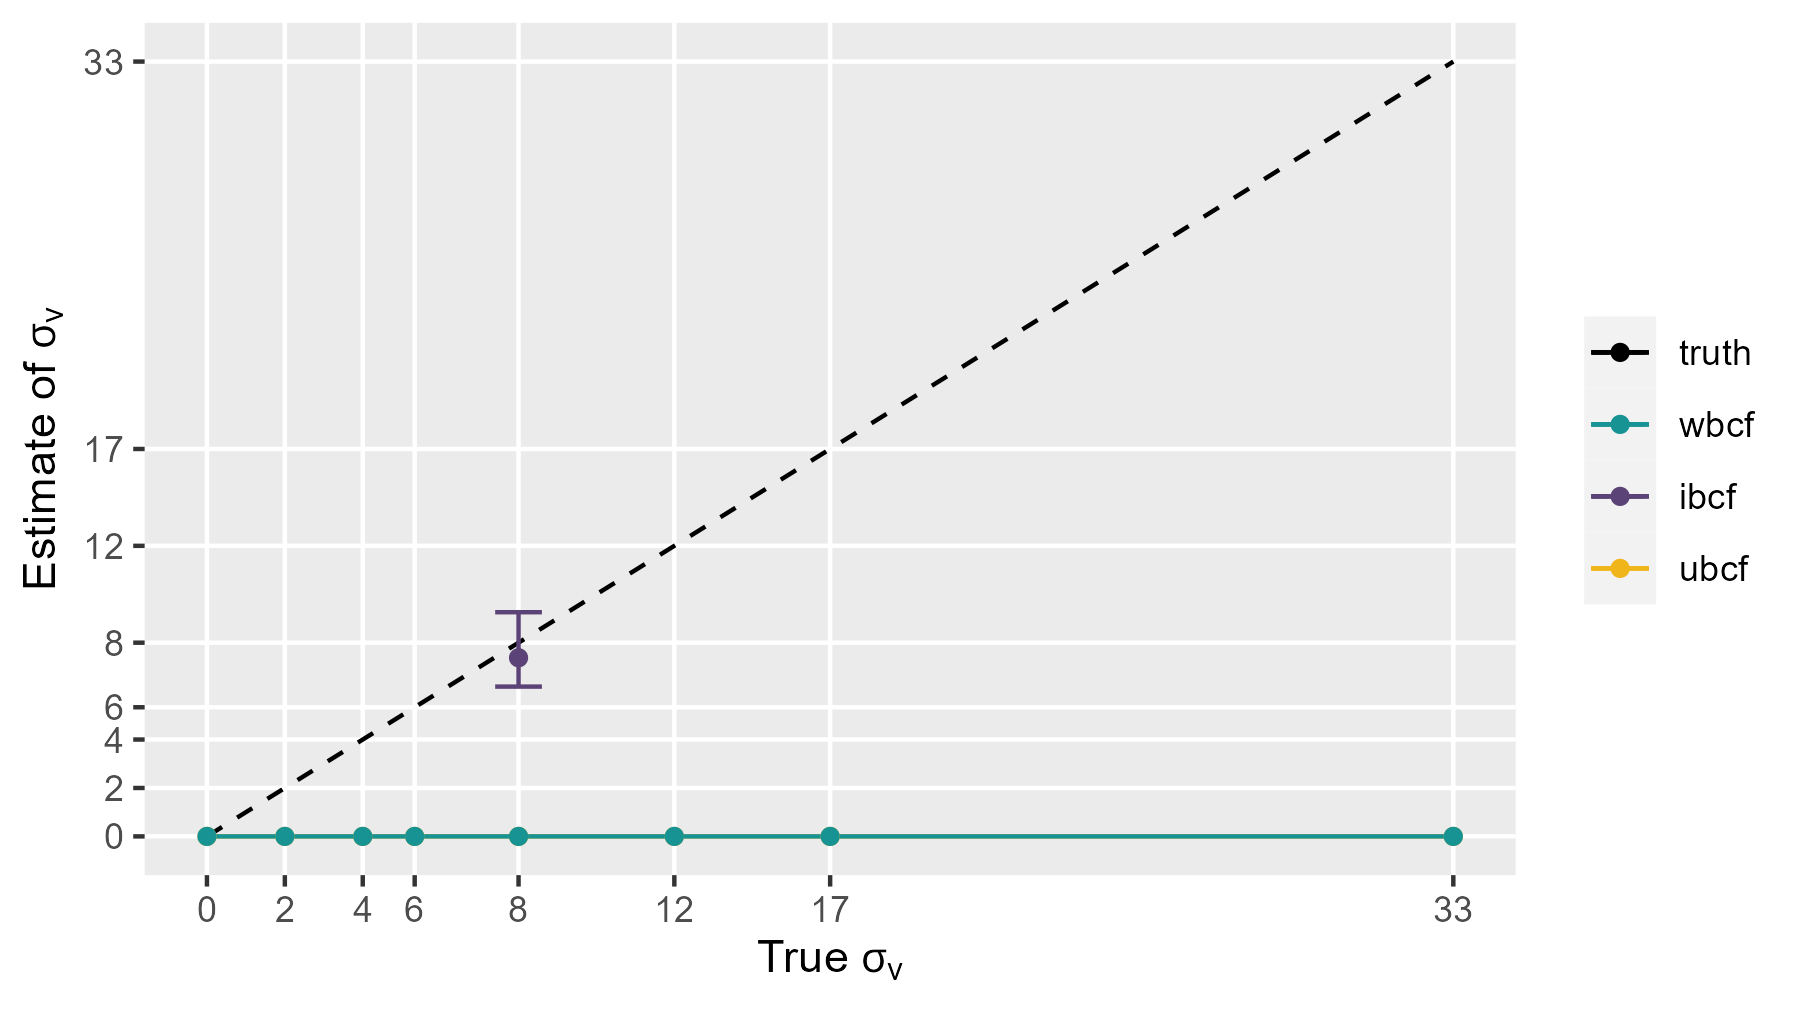 33
17
12
8
6
4
2
0
Estimate of σv
0 2 4 6 8 12 17 33
True σv
truth
wbcf
ibcf
ubcf